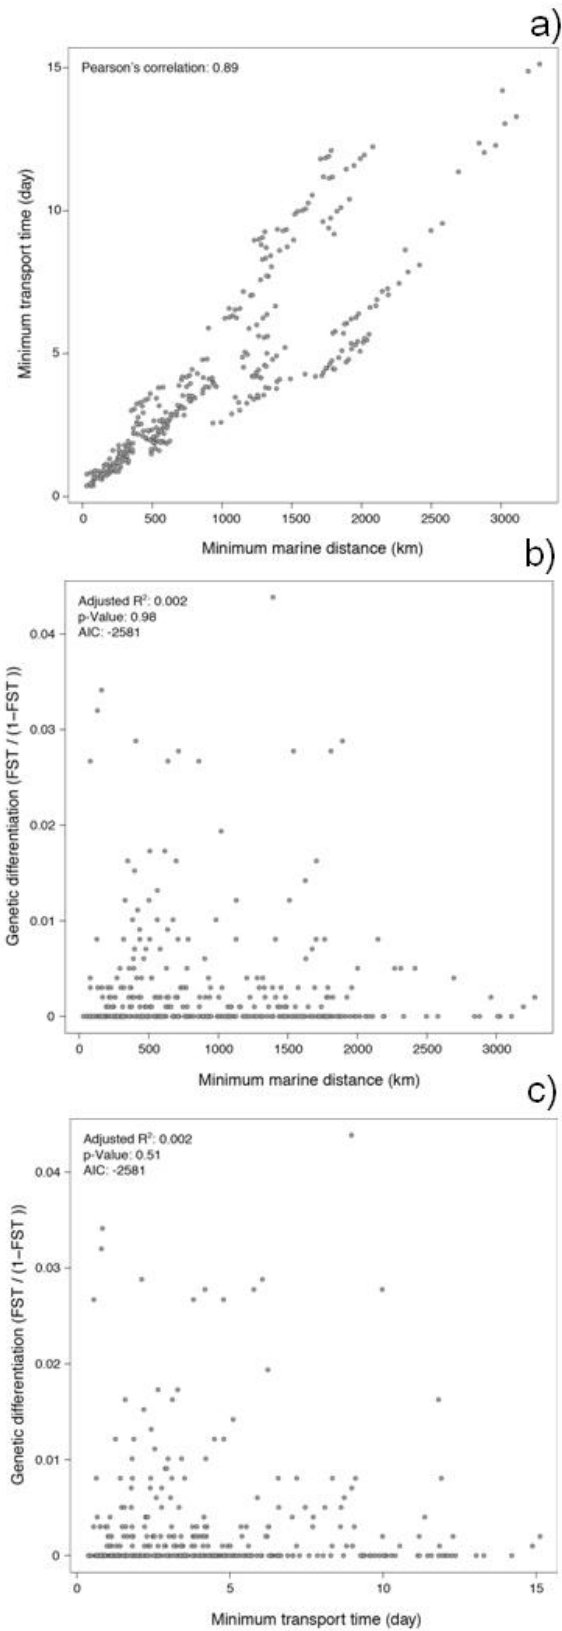 a)
Pearson's correlation: 0.89
15
10
5
0
Minimum transport time (day)
0 500 1000 1500 2000 2500 3000
Minimum marine distance (km)
b)
Adjusted R²: 0.002
p-Value: 0.98
AIC: -2581
0.04
0.03
0.02
0.01
0
Genetic differentiation (FST / (1−FST ))
0 500 1000 1500 2000 2500 3000
Minimum marine distance (km)
c)
Adjusted R²: 0.002
p-Value: 0.51
AIC: -2581
0.04
0.03
0.02
0.01
0
Genetic differentiation (FST / (1−FST ))
0 5 10 15
Minimum transport time (day)